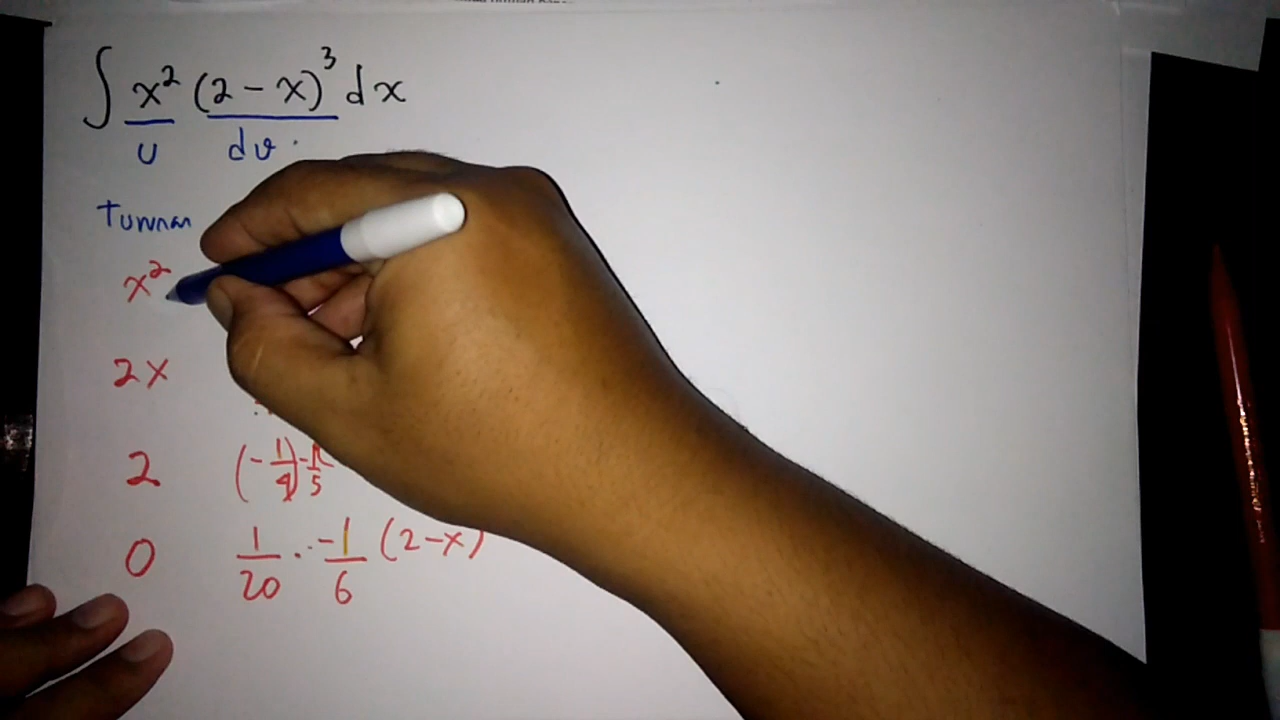 ∫ x² (2 - x)³ dx
u dv
Turunan
x²
2x
2 (-1/4) -1/5
0 1/20 · -1/6 (2-x)